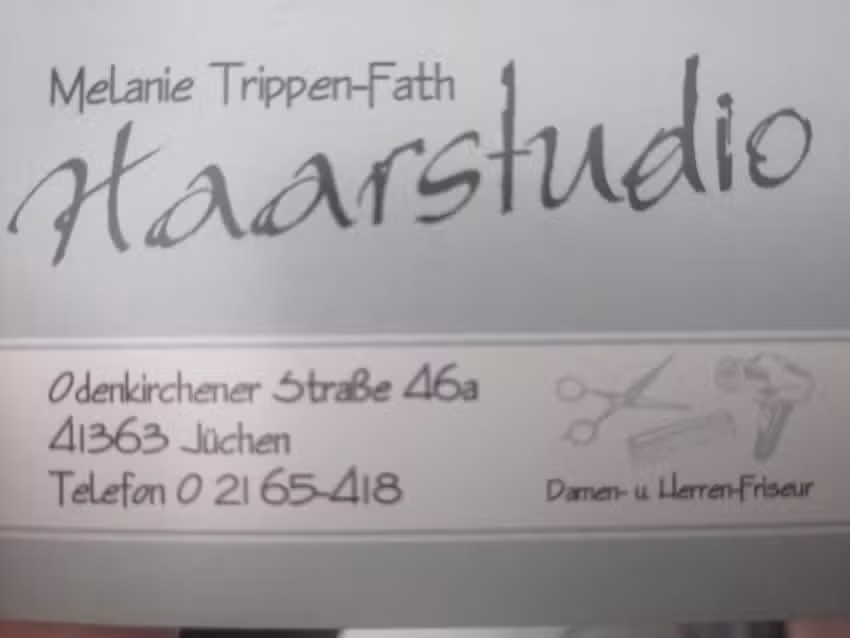 Melanie Trippen-Fath
Haarstudio
Odenkirchener Straße 46a
41363 Jüchen
Telefon 0 21 65-418
Damen- u. Herren-Friseur